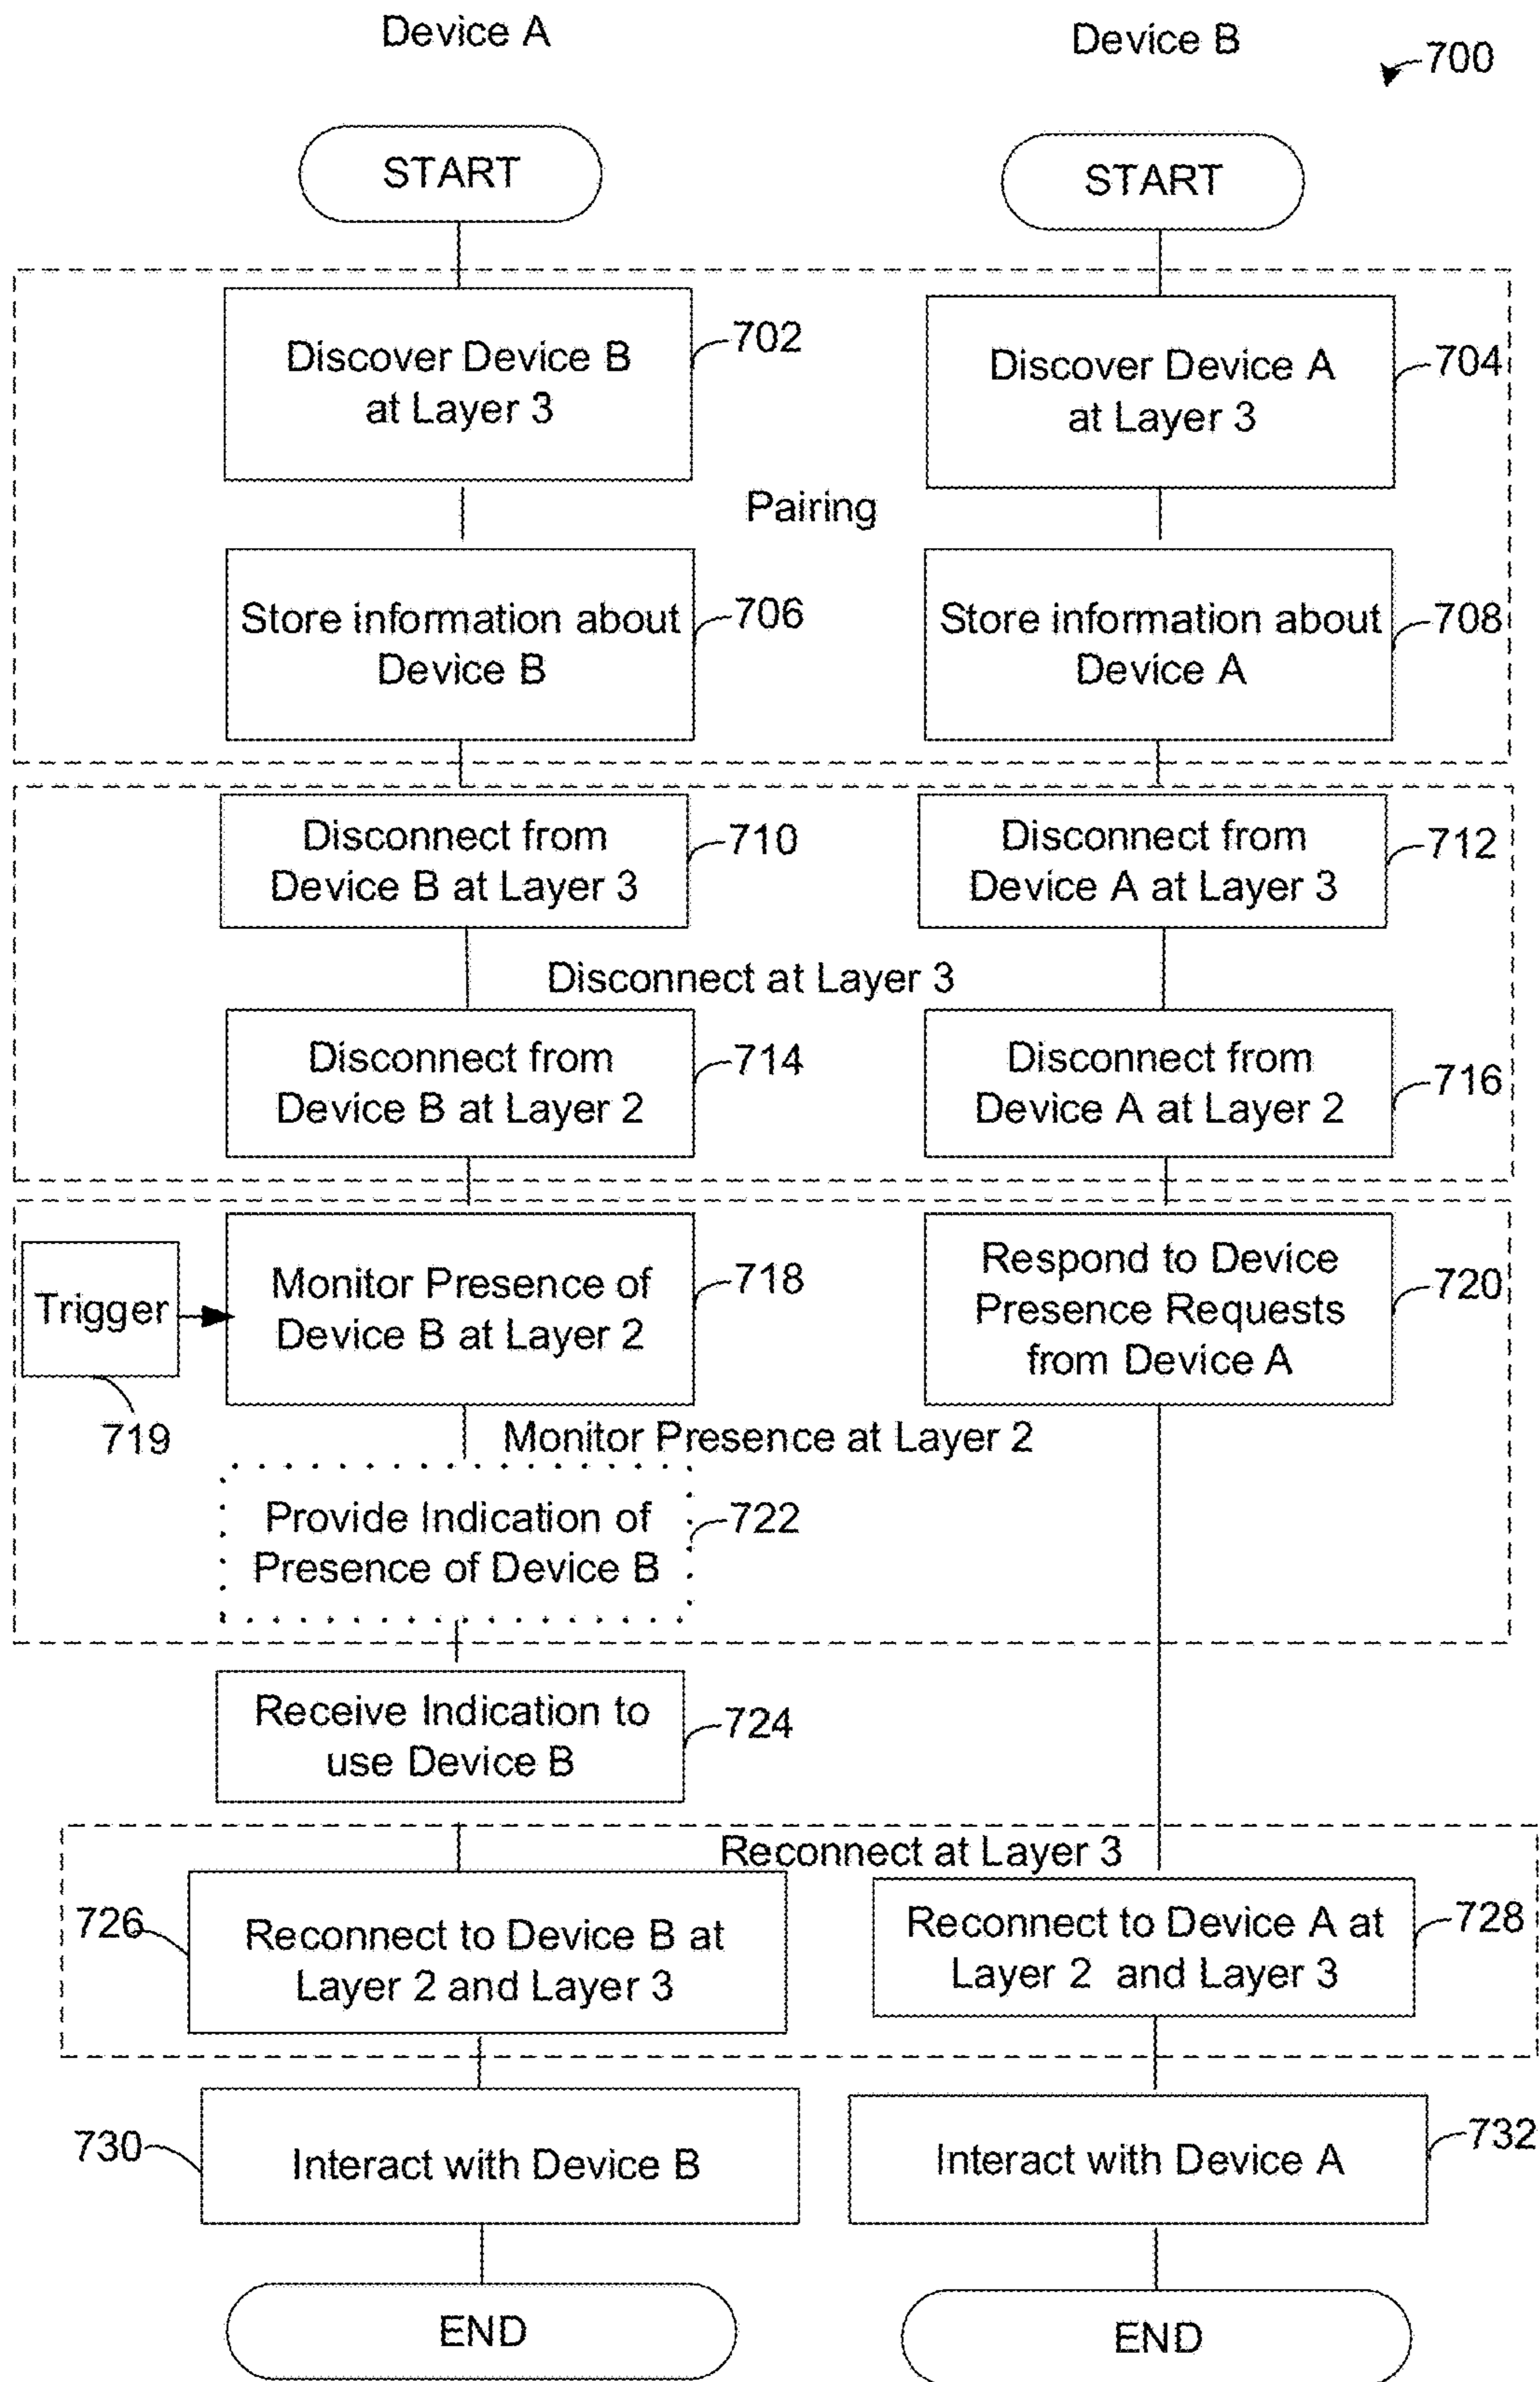 Device A
Device B
700
START
START
Discover Device B
at Layer 3
702
Discover Device A
at Layer 3
704
Pairing
Store information about
Device B
706
Store information about
Device A
708
Disconnect from
Device B at Layer 3
710
Disconnect from
Device A at Layer 3
712
Disconnect at Layer 3
Disconnect from
Device B at Layer 2
714
Disconnect from
Device A at Layer 2
716
Trigger
719
Monitor Presence of
Device B at Layer 2
718
Respond to Device
Presence Requests
from Device A
720
Monitor Presence at Layer 2
Provide Indication of
Presence of Device B
722
Receive Indication to
use Device B
724
Reconnect at Layer 3
726
Reconnect to Device B at
Layer 2 and Layer 3
Reconnect to Device A at
Layer 2 and Layer 3
728
730
Interact with Device B
Interact with Device A
732
END
END